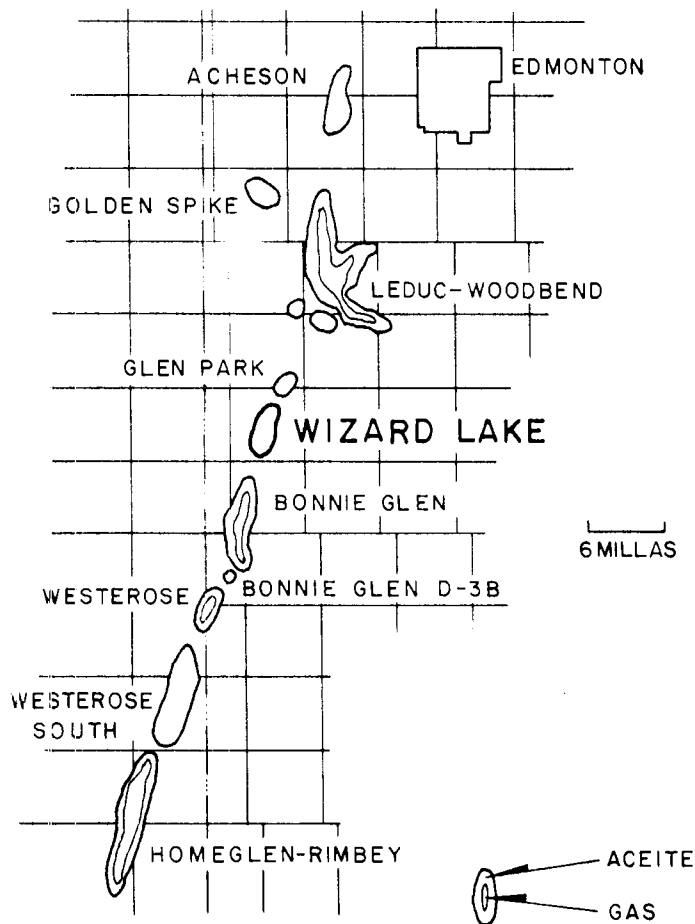 ACHESON
EDMONTON
GOLDEN SPIKE
LEDUC-WOODBEND
GLEN PARK
WIZARD LAKE
BONNIE GLEN
6 MILLAS
WESTEROSE
BONNIE GLEN D-3B
WESTEROSE
SOUTH
HOMEGLEN-RIMBEY
ACEITE
GAS